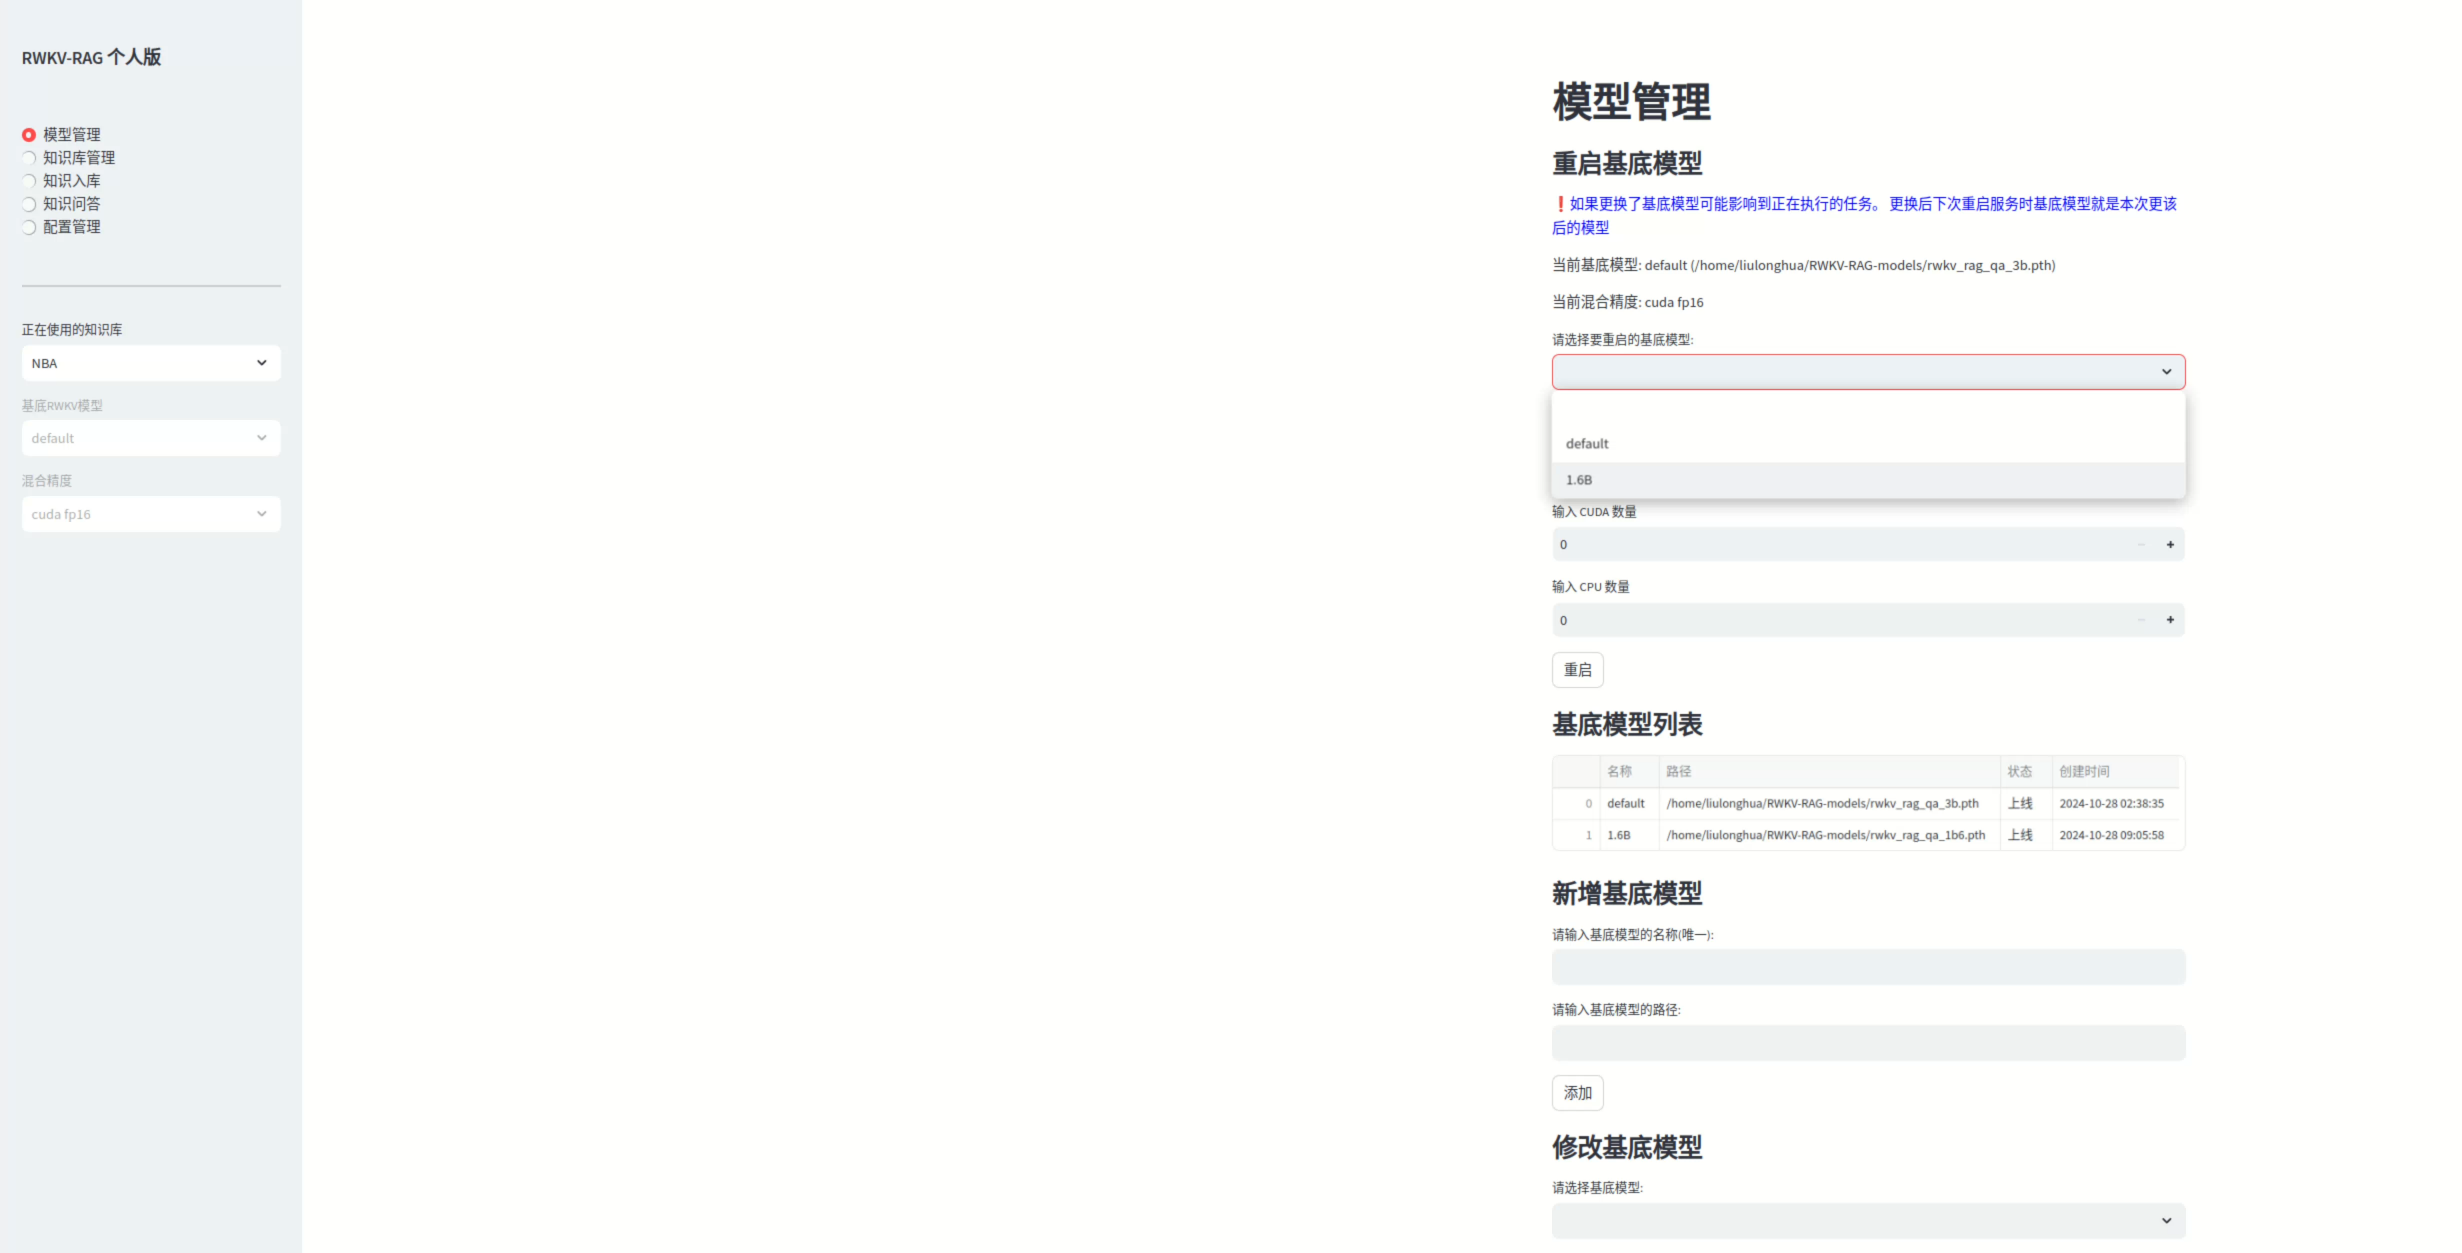 RWKV-RAG 个人版
模型管理
知识库管理
知识入库
知识问答
配置管理
正在使用的知识库
NBA
基底RWKV模型
default
混合精度
cuda fp16
模型管理
重启基底模型
❗如果更换了基底模型可能影响到正在执行的任务。 更换后下次重启服务时基底模型就是本次更该
后的模型
当前基底模型: default (/home/liulonghua/RWKV-RAG-models/rwkv_rag_qa_3b.pth)
当前混合精度: cuda fp16
请选择要重启的基底模型:
default
1.6B
输入 CUDA 数量
0
输入 CPU 数量
0
重启
基底模型列表
名称 路径 状态 创建时间
0 default /home/liulonghua/RWKV-RAG-models/rwkv_rag_qa_3b.pth 上线 2024-10-28 02:38:35
1 1.6B /home/liulonghua/RWKV-RAG-models/rwkv_rag_qa_1b6.pth 上线 2024-10-28 09:05:58
新增基底模型
请输入基底模型的名称(唯一):
请输入基底模型的路径:
添加
修改基底模型
请选择基底模型: